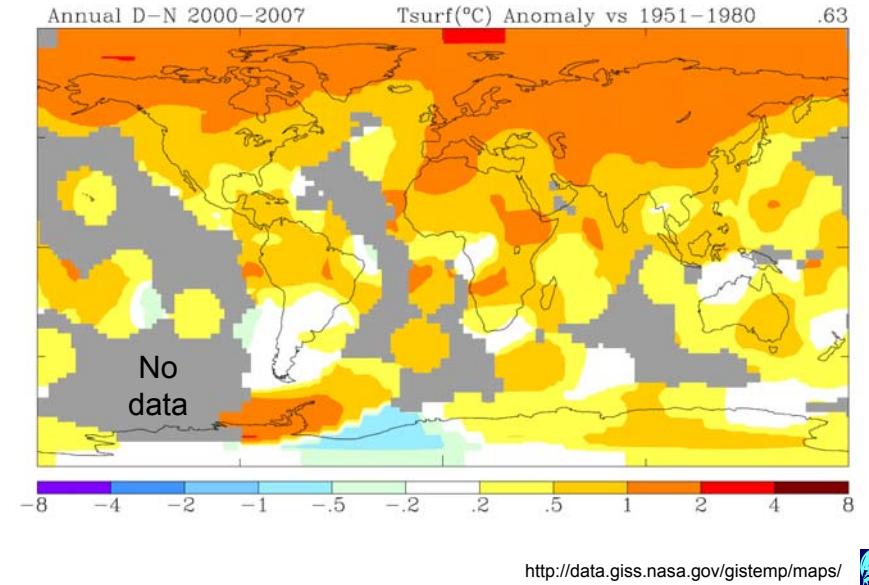 Annual D-N 2000-2007 Tsurf(°C) Anomaly vs 1951-1980 .63
No
data
-8 -4 -2 -1 -.5 -.2 .2 .5 1 2 4 8
http://data.giss.nasa.gov/gistemp/maps/